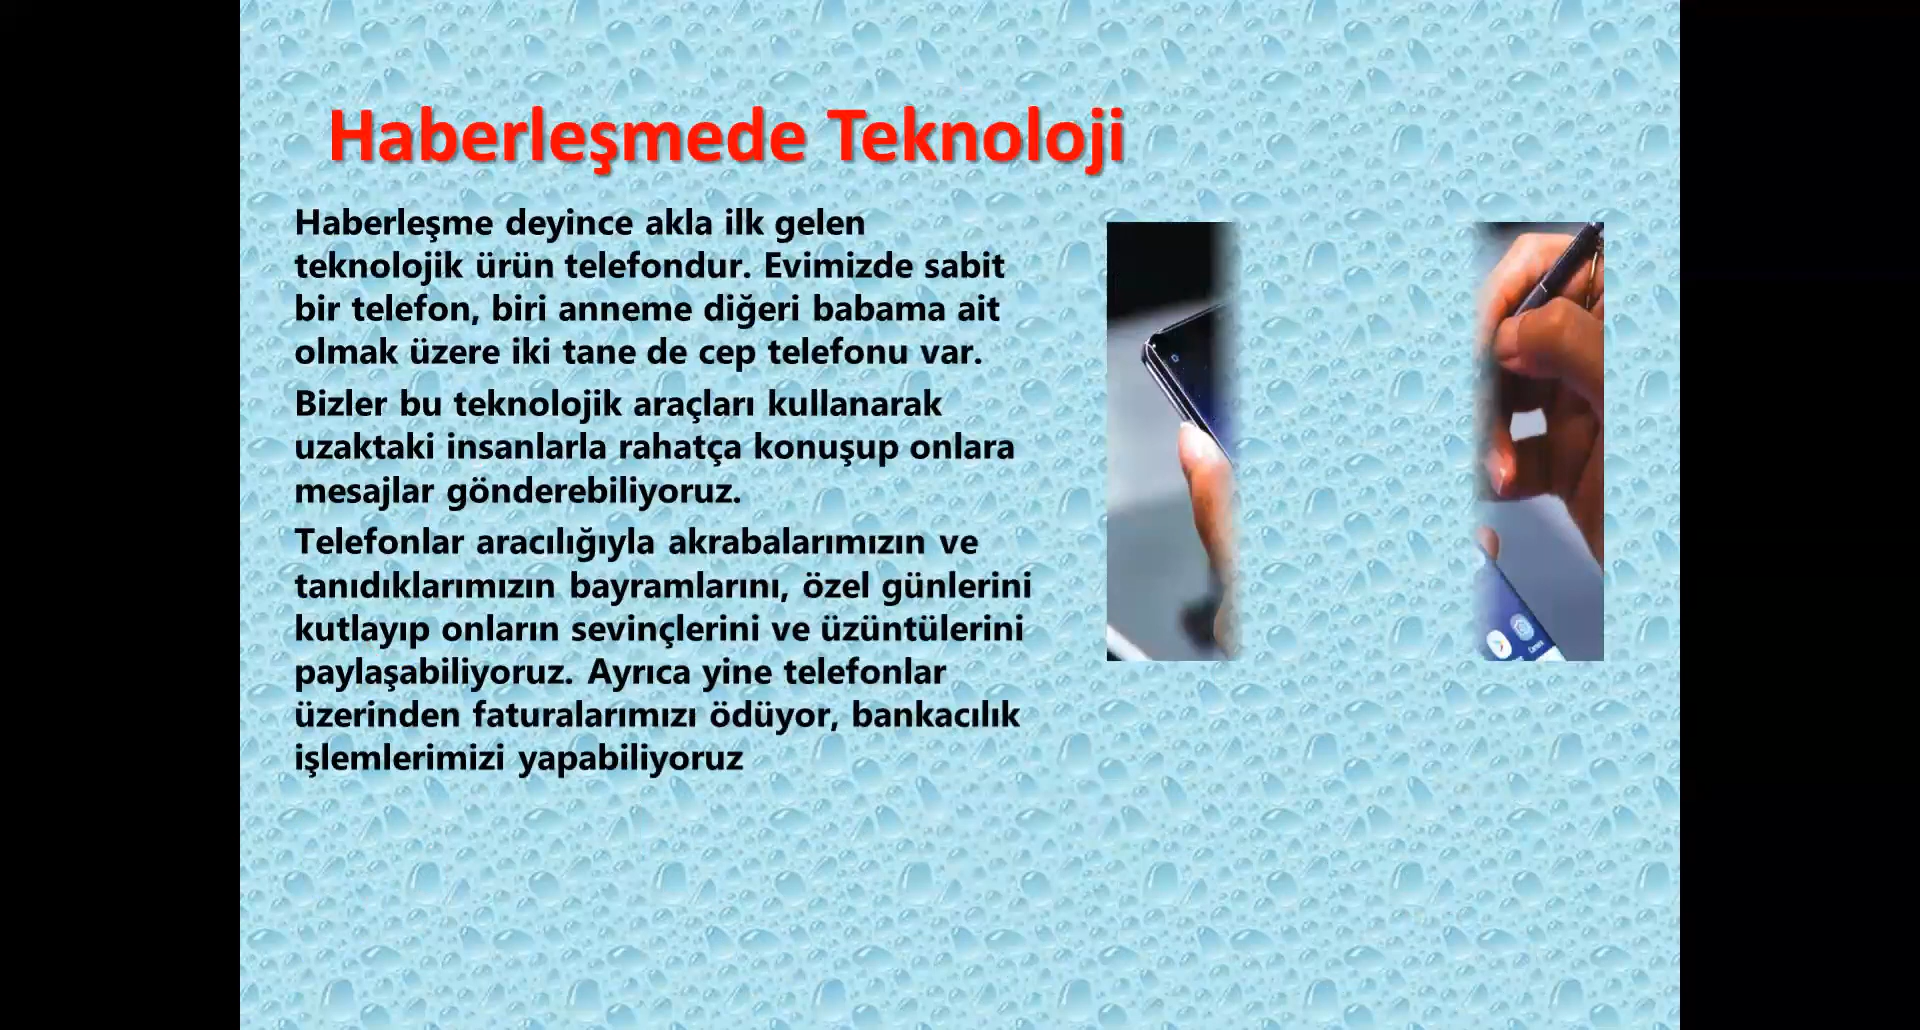 Haberleşmede Teknoloji
Haberleşme deyince akla ilk gelen
teknolojik ürün telefondur. Evimizde sabit
bir telefon, biri anneme diğeri babama ait
olmak üzere iki tane de cep telefonu var.
Bizler bu teknolojik araçları kullanarak
uzaktaki insanlarla rahatça konuşup onlara
mesajlar gönderebiliyoruz.
Telefonlar aracılığıyla akrabalarımızın ve
tanıdıklarımızın bayramlarını, özel günlerini
kutlayıp onların sevinçlerini ve üzüntülerini
paylaşabiliyoruz. Ayrıca yine telefonlar
üzerinden faturalarımızı ödüyor, bankacılık
işlemlerimizi yapabiliyoruz